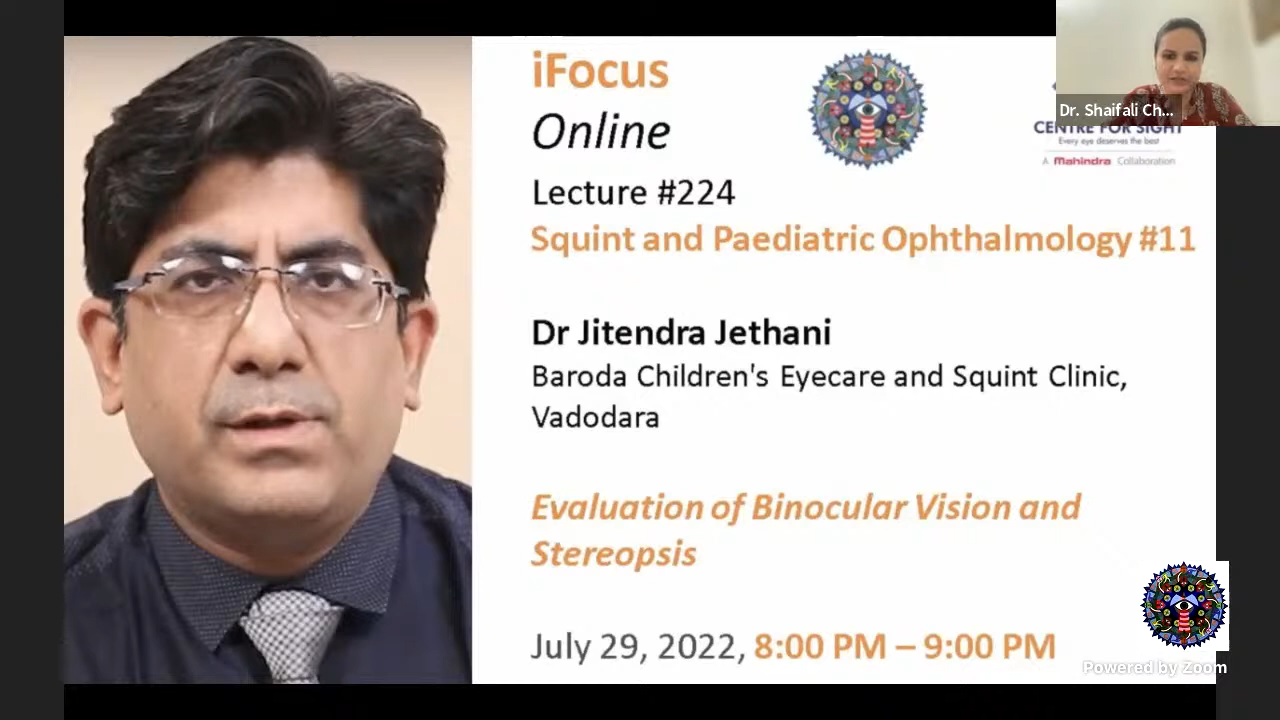 iFocus
Online
Lecture #224
Squint and Paediatric Ophthalmology #11
Dr Jitendra Jethani
Baroda Children's Eyecare and Squint Clinic,
Vadodara
Evaluation of Binocular Vision and
Stereopsis
July 29, 2022, 8:00 PM – 9:00 PM
Dr. Shaifali Ch...
CENTRE FOR SIGHT
Every eye deserves the best
A Mahindra Collaboration
Powered by Zoom